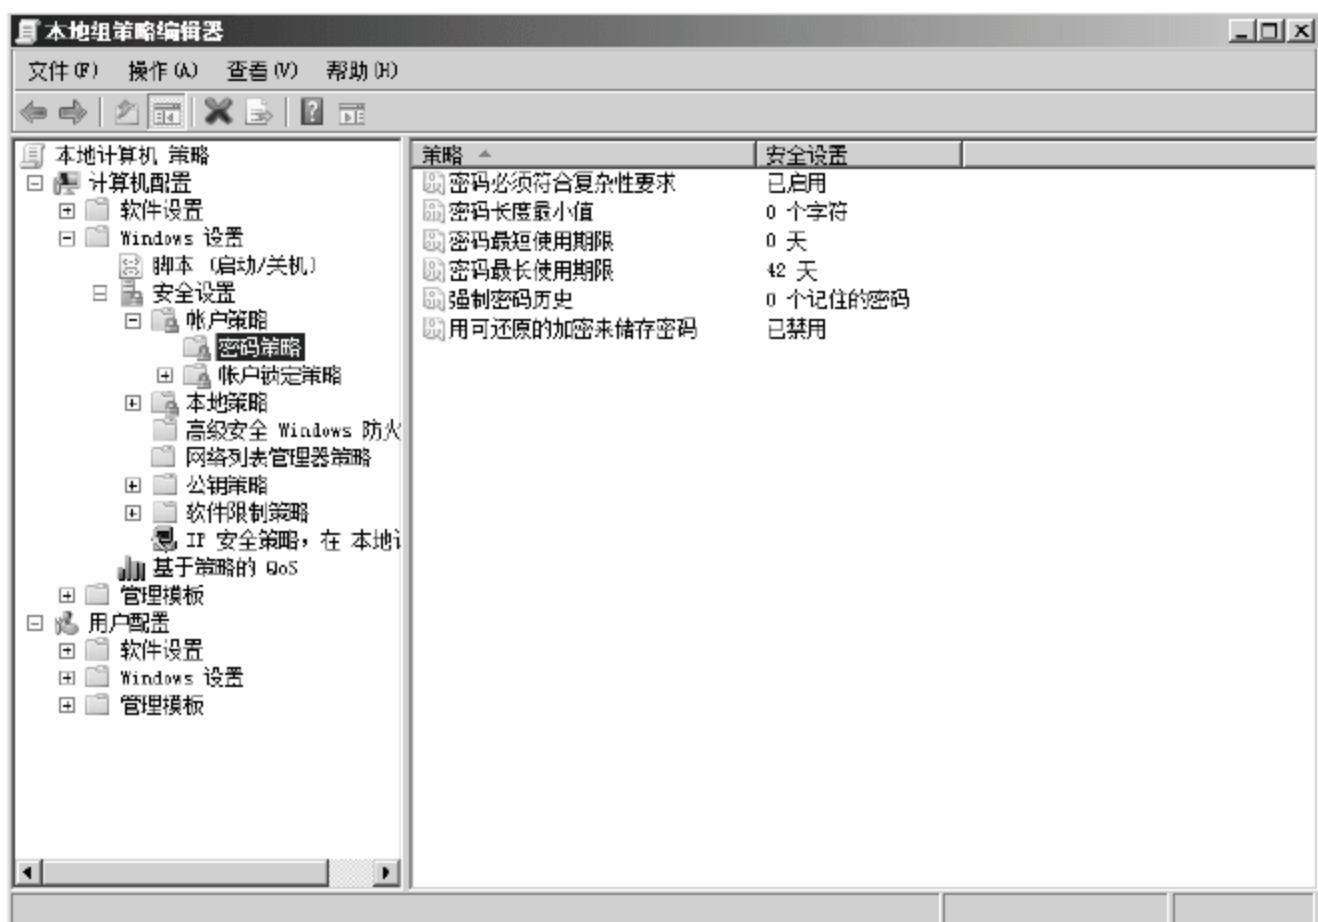 本地组策略编辑器
文件(F) 操作(A) 查看(V) 帮助(H)
本地计算机 策略
计算机配置
软件设置
Windows 设置
脚本 (启动/关机)
安全设置
帐户策略
密码策略
帐户锁定策略
本地策略
高级安全 Windows 防火
网络列表管理器策略
公钥策略
软件限制策略
IP 安全策略，在 本地
基于策略的 QoS
管理模板
用户配置
软件设置
Windows 设置
管理模板
策略 安全设置
密码必须符合复杂性要求 已启用
密码长度最小值 0 个字符
密码最短使用期限 0 天
密码最长使用期限 42 天
强制密码历史 0 个记住的密码
用可还原的加密来储存密码 已禁用